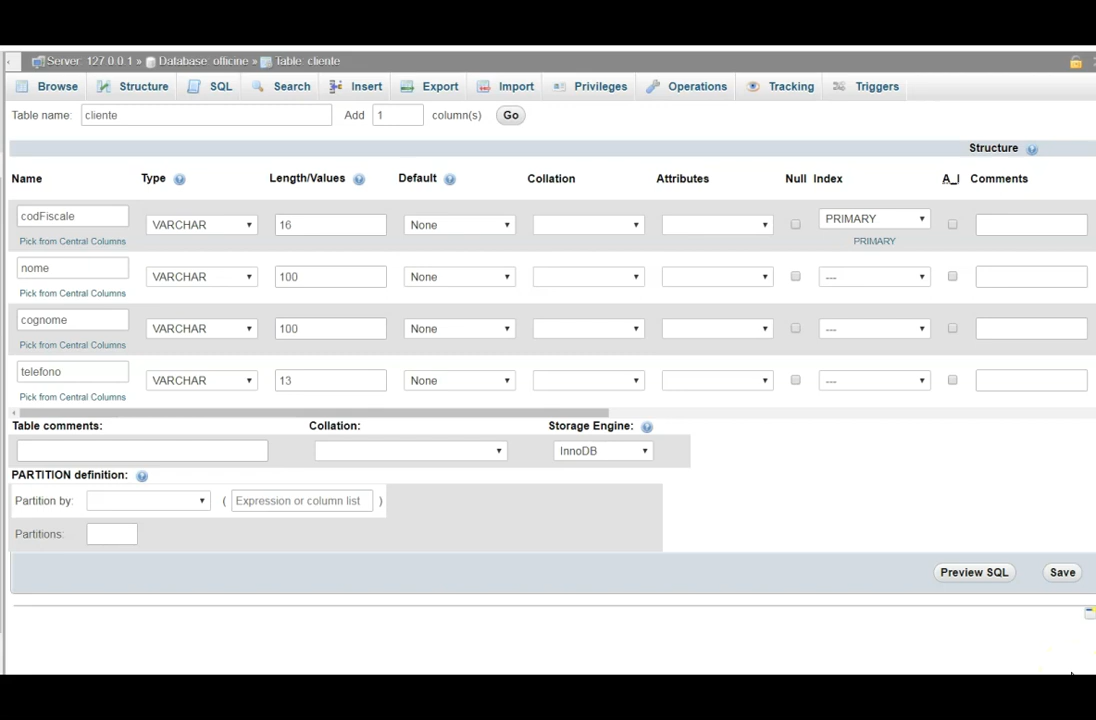 Server: 127.0.0.1 » Database: officine » Table: cliente
Browse Structure SQL Search Insert Export Import Privileges Operations Tracking Triggers
Table name: cliente Add 1 column(s) Go
Structure
Name Type Length/Values Default Collation Attributes Null Index A_I Comments
codFiscale VARCHAR 16 None PRIMARY
Pick from Central Columns PRIMARY
nome VARCHAR 100 None ---
Pick from Central Columns
cognome VARCHAR 100 None ---
Pick from Central Columns
telefono VARCHAR 13 None ---
Pick from Central Columns
Table comments: Collation: Storage Engine:
InnoDB
PARTITION definition:
Partition by: ( Expression or column list )
Partitions:
Preview SQL Save